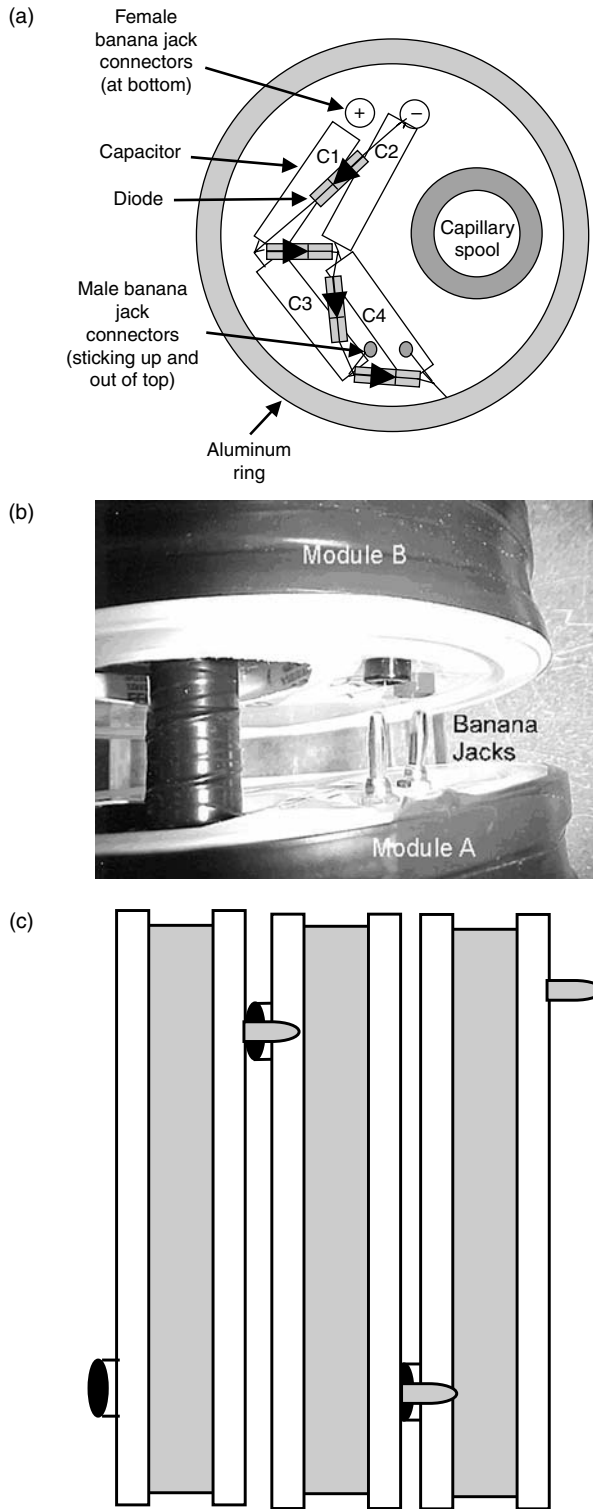 (a)
Female
banana jack
connectors
(at bottom)
+
−
Capacitor
C1
C2
Diode
Capillary
spool
Male banana
jack
connectors
(sticking up and
out of top)
C3
C4
Aluminum
ring
(b)
Module B
Banana
Jacks
Module A
(c)